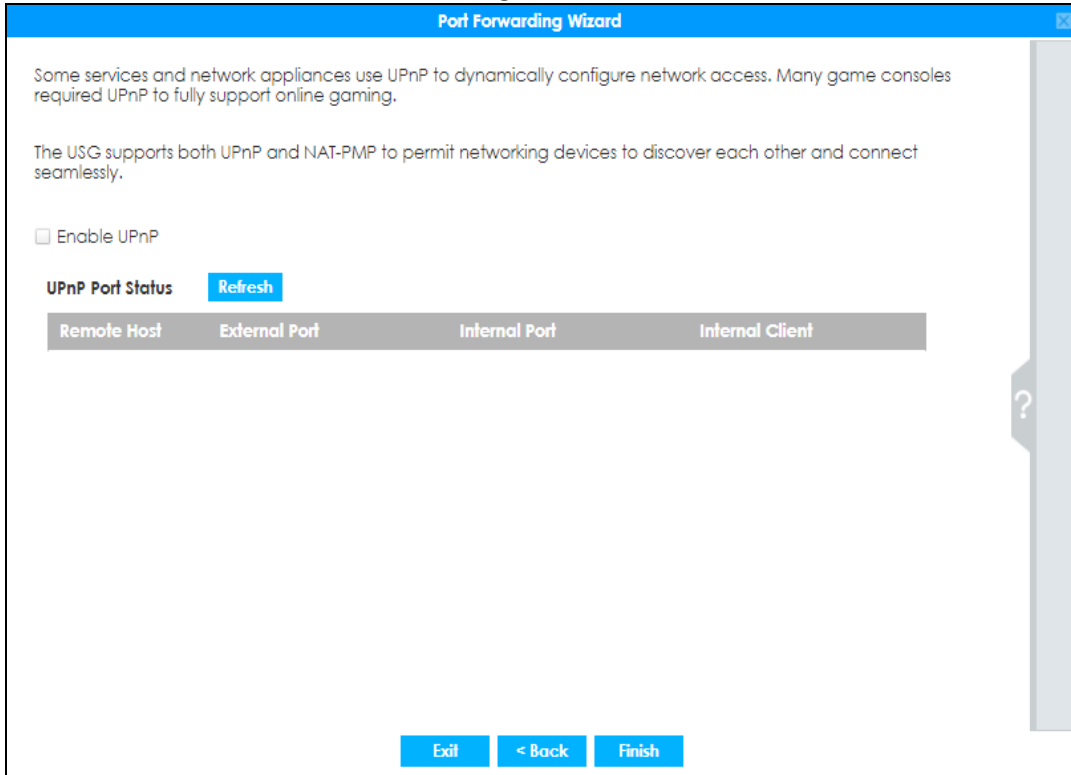 Port Forwarding Wizard
Some services and network appliances use UPnP to dynamically configure network access. Many game consoles
required UPnP to fully support online gaming.
The USG supports both UPnP and NAT-PMP to permit networking devices to discover each other and connect
seamlessly.
Enable UPnP
UPnP Port Status Refresh
Remote Host External Port Internal Port Internal Client
?
Exit < Back Finish